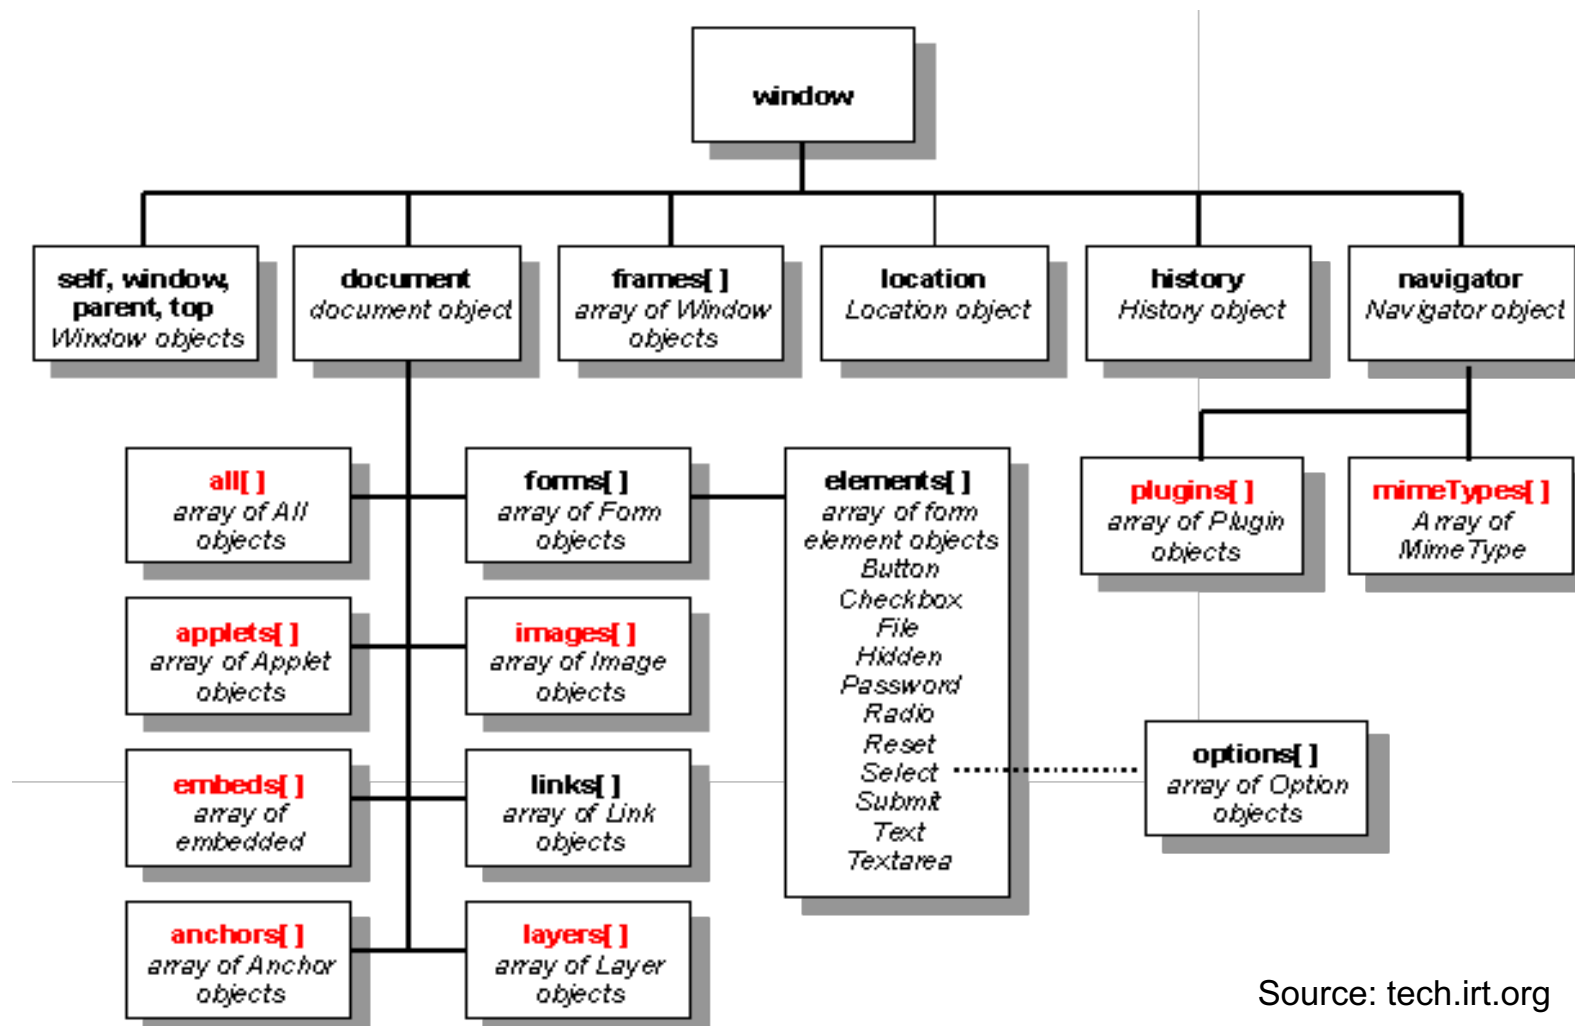 window
self, window,
parent, top
Window objects
document
document object
frames[ ]
array of Window
objects
location
Location object
history
History object
navigator
Navigator object
all[ ]
array of All
objects
forms[ ]
array of Form
objects
elements[ ]
array of form
element objects
Button
Checkbox
File
Hidden
Password
Radio
Reset
Select
Submit
Text
Textarea
plugins[ ]
array of Plugin
objects
mimeTypes[ ]
Array of
MimeType
applets[ ]
array of Applet
objects
images[ ]
array of Image
objects
options[ ]
array of Option
objects
embeds[ ]
array of
embedded
links[ ]
array of Link
objects
anchors[ ]
array of Anchor
objects
layers[ ]
array of Layer
objects
Source: tech.irt.org